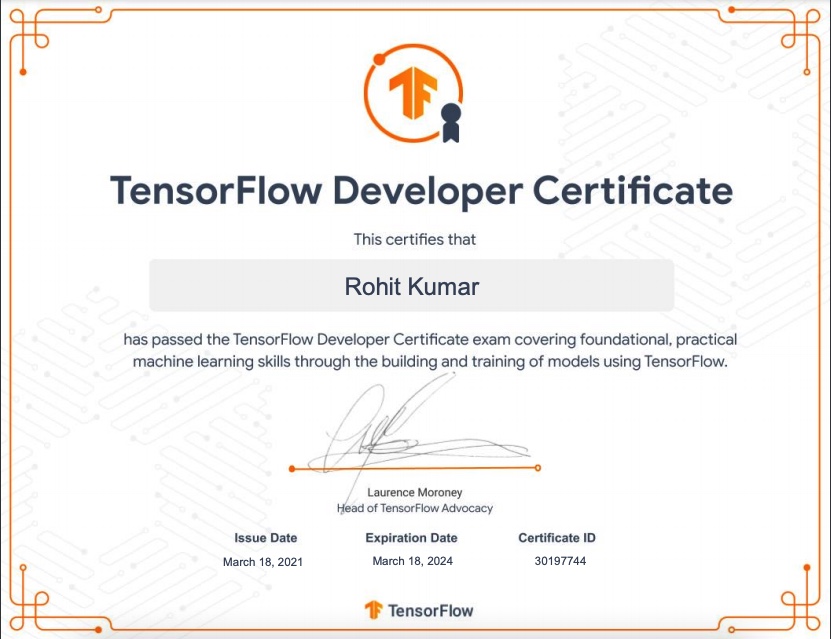 TensorFlow Developer Certificate
This certifies that
Rohit Kumar
has passed the TensorFlow Developer Certificate exam covering foundational, practical
machine learning skills through the building and training of models using TensorFlow.
Laurence Moroney
Head of TensorFlow Advocacy
Issue Date Expiration Date Certificate ID
March 18, 2021 March 18, 2024 30197744
TensorFlow